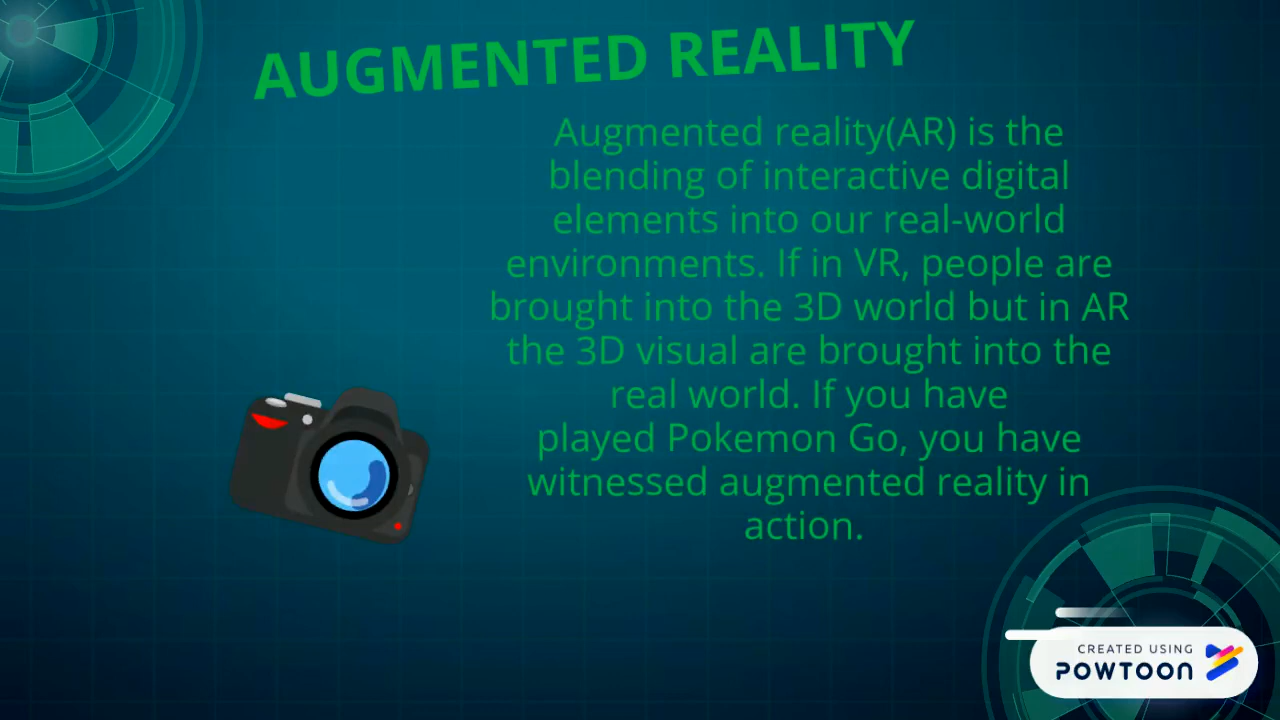 AUGMENTED REALITY
Augmented reality(AR) is the
blending of interactive digital
elements into our real-world
environments. If in VR, people are
brought into the 3D world but in AR
the 3D visual are brought into the
real world. If you have
played Pokemon Go, you have
witnessed augmented reality in
action.
CREATED USING
POWTOON